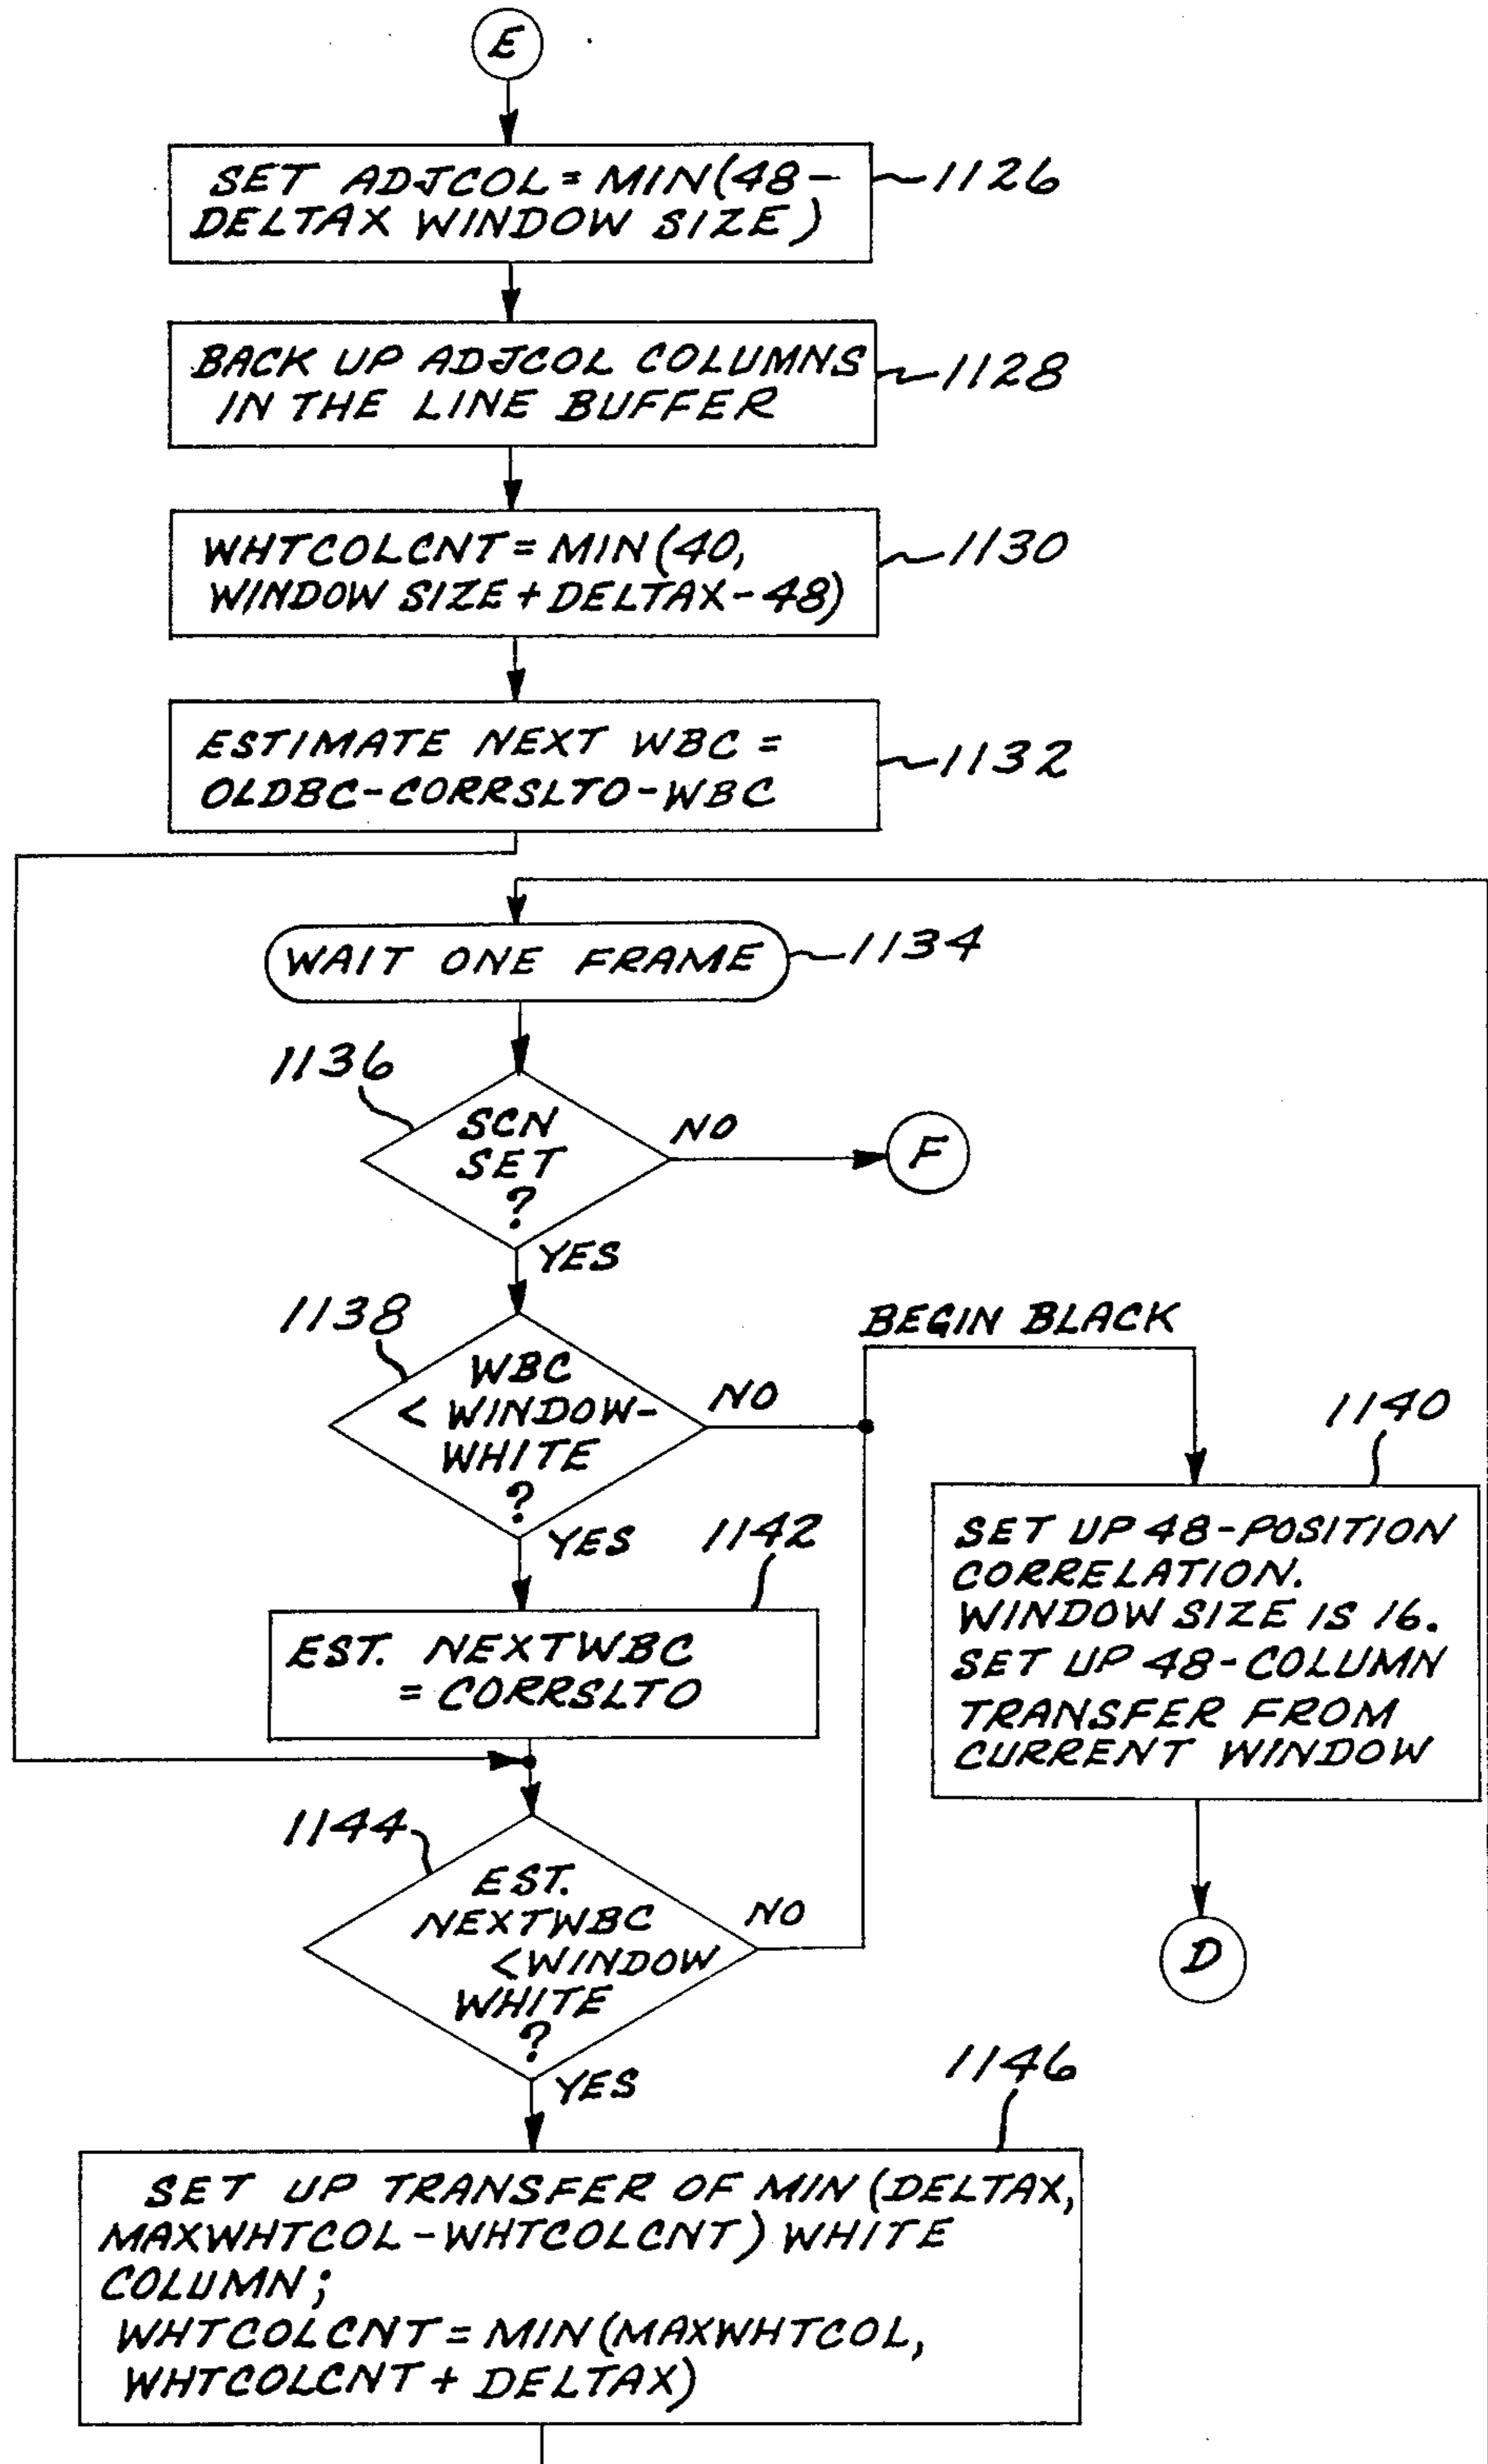 E
SET ADJCOL = MIN(48-
DELTAX WINDOW SIZE)
1126
BACK UP ADJCOL COLUMNS
IN THE LINE BUFFER
1128
WHTCOLCNT = MIN(40,
WINDOW SIZE + DELTAX - 48)
1130
ESTIMATE NEXT WBC =
OLDBC-CORRSLTO-WBC
1132
WAIT ONE FRAME
1134
1136
SCN
SET
?
NO
F
YES
1138
WBC
< WINDOW-
WHITE
?
NO
BEGIN BLACK
YES
1140
SET UP 48-POSITION
CORRELATION.
WINDOW SIZE IS 16.
SET UP 48-COLUMN
TRANSFER FROM
CURRENT WINDOW
1142
EST. NEXTWBC
= CORRSLTO
1144
EST.
NEXTWBC
<WINDOW
WHITE
?
NO
D
YES
1146
SET UP TRANSFER OF MIN (DELTAX,
MAXWHTCOL-WHTCOLCNT) WHITE
COLUMN;
WHTCOLCNT = MIN (MAXWHTCOL,
WHTCOLCNT + DELTAX)